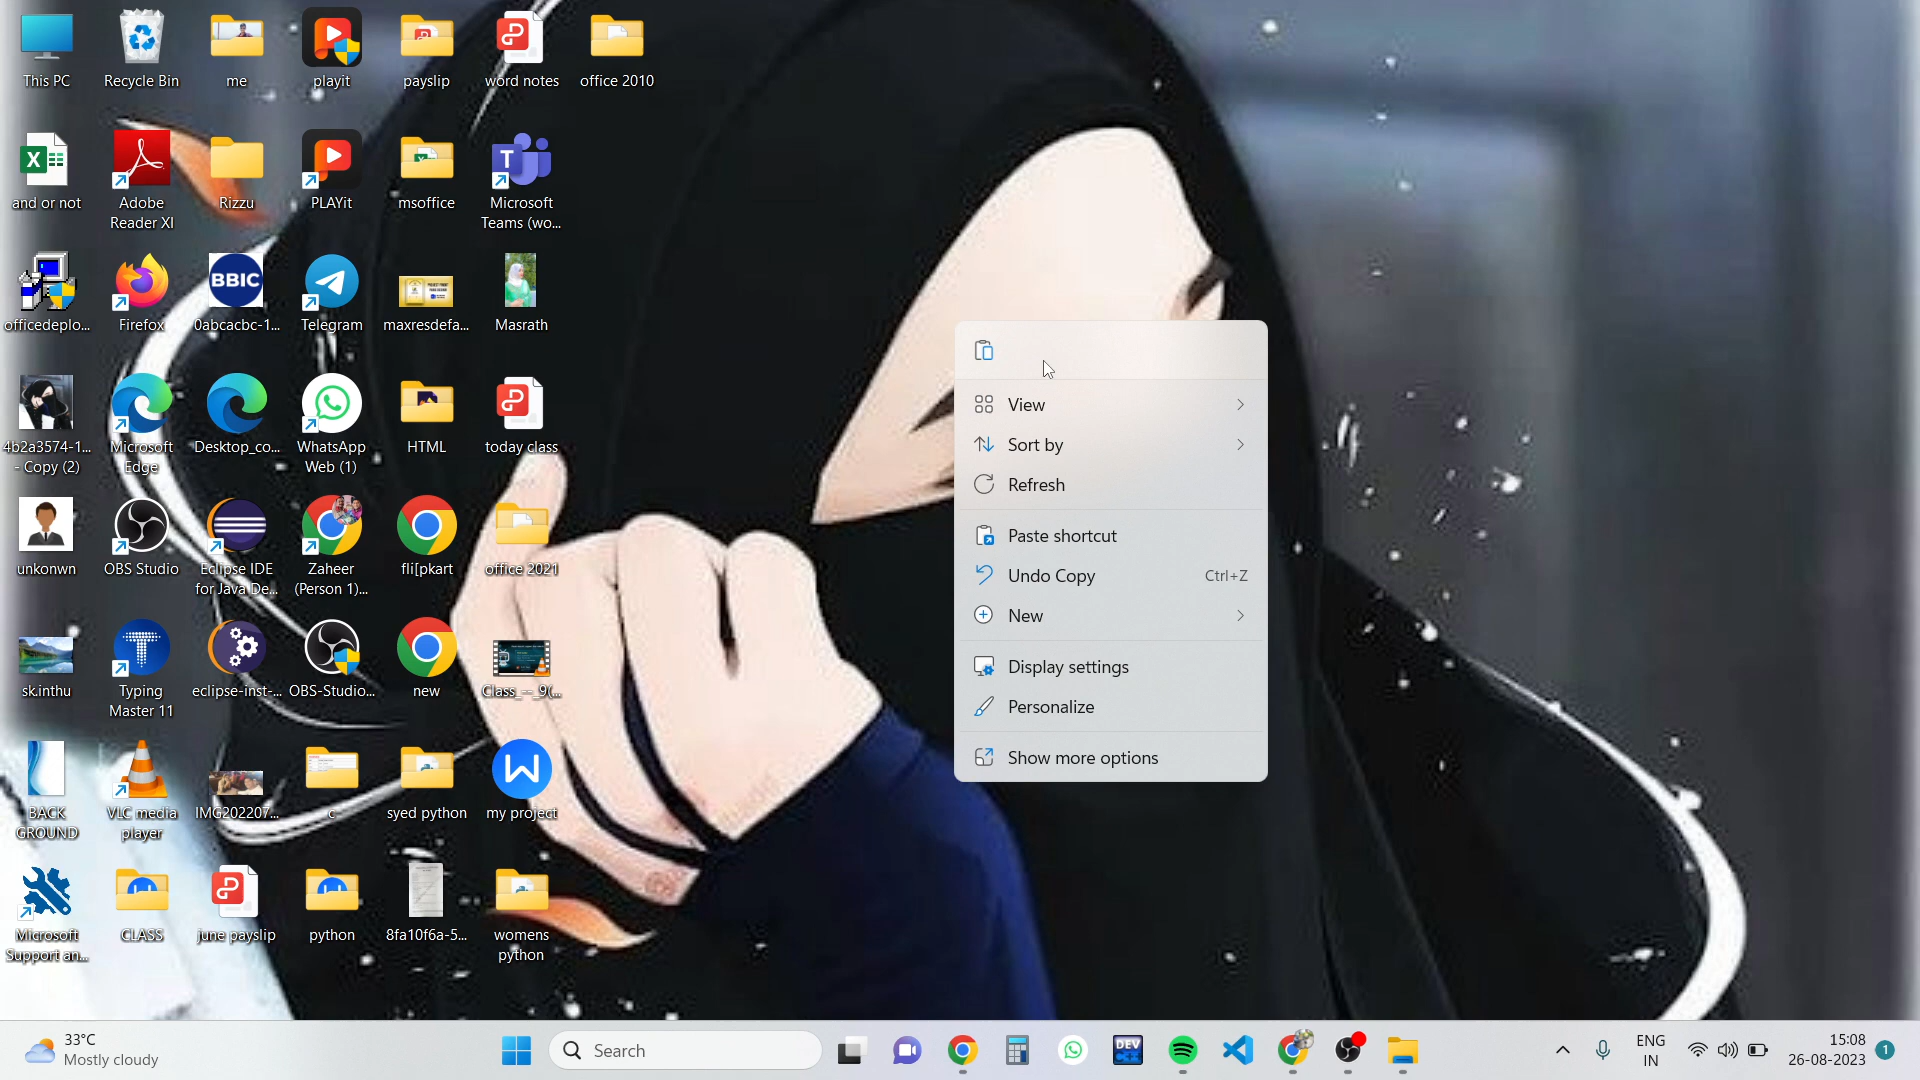 This PC
Recycle Bin
me
playit
payslip
word notes
office 2010
and or not
Adobe
Reader XI
Rizzu
PLAYit
msoffice
Microsoft
Teams (wo...
officedeplo...
Firefox
BBIC
0abcacbc-1...
Telegram
maxresdefa...
Masrath
4b2a3574-1...
- Copy (2)
Microsoft
Edge
Desktop_co...
WhatsApp
Web (1)
HTML
today class
unkonwn
OBS Studio
Eclipse IDE
for Java De...
Zaheer
(Person 1)...
fli[pkart
office 2021
sk.inthu
Typing
Master 11
eclipse-inst-...
OBS-Studio...
new
Class_--_9(...
BACK
GROUND
VLC media
player
IMG202207...
c-
syed python
my project
Microsoft
Support an...
CLASS
june payslip
python
8fa10f6a-5...
womens
python
View
Sort by
Refresh
Paste shortcut
Undo Copy Ctrl+Z
New
Display settings
Personalize
Show more options
33°C
Mostly cloudy
Search
DEV
ENG
IN
15:08
26-08-2023
1